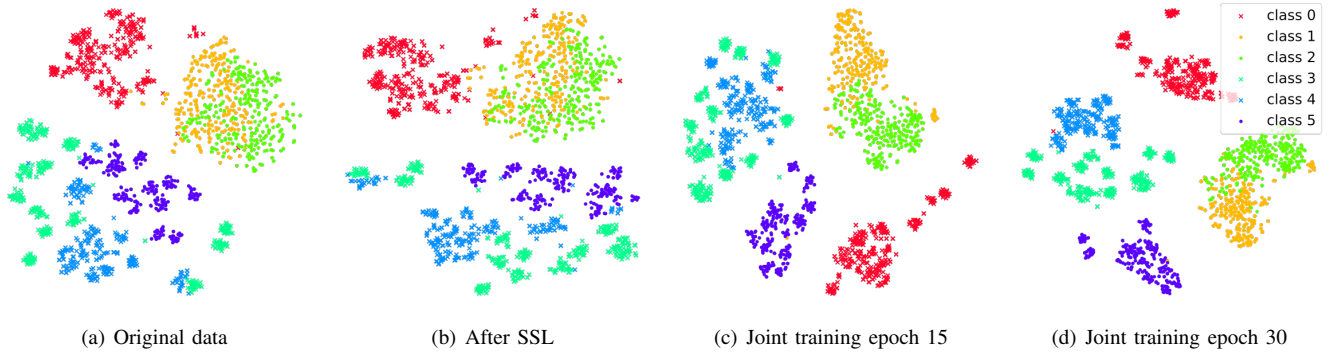 class 0
class 1
class 2
class 3
class 4
class 5
(a) Original data
(b) After SSL
(c) Joint training epoch 15
(d) Joint training epoch 30